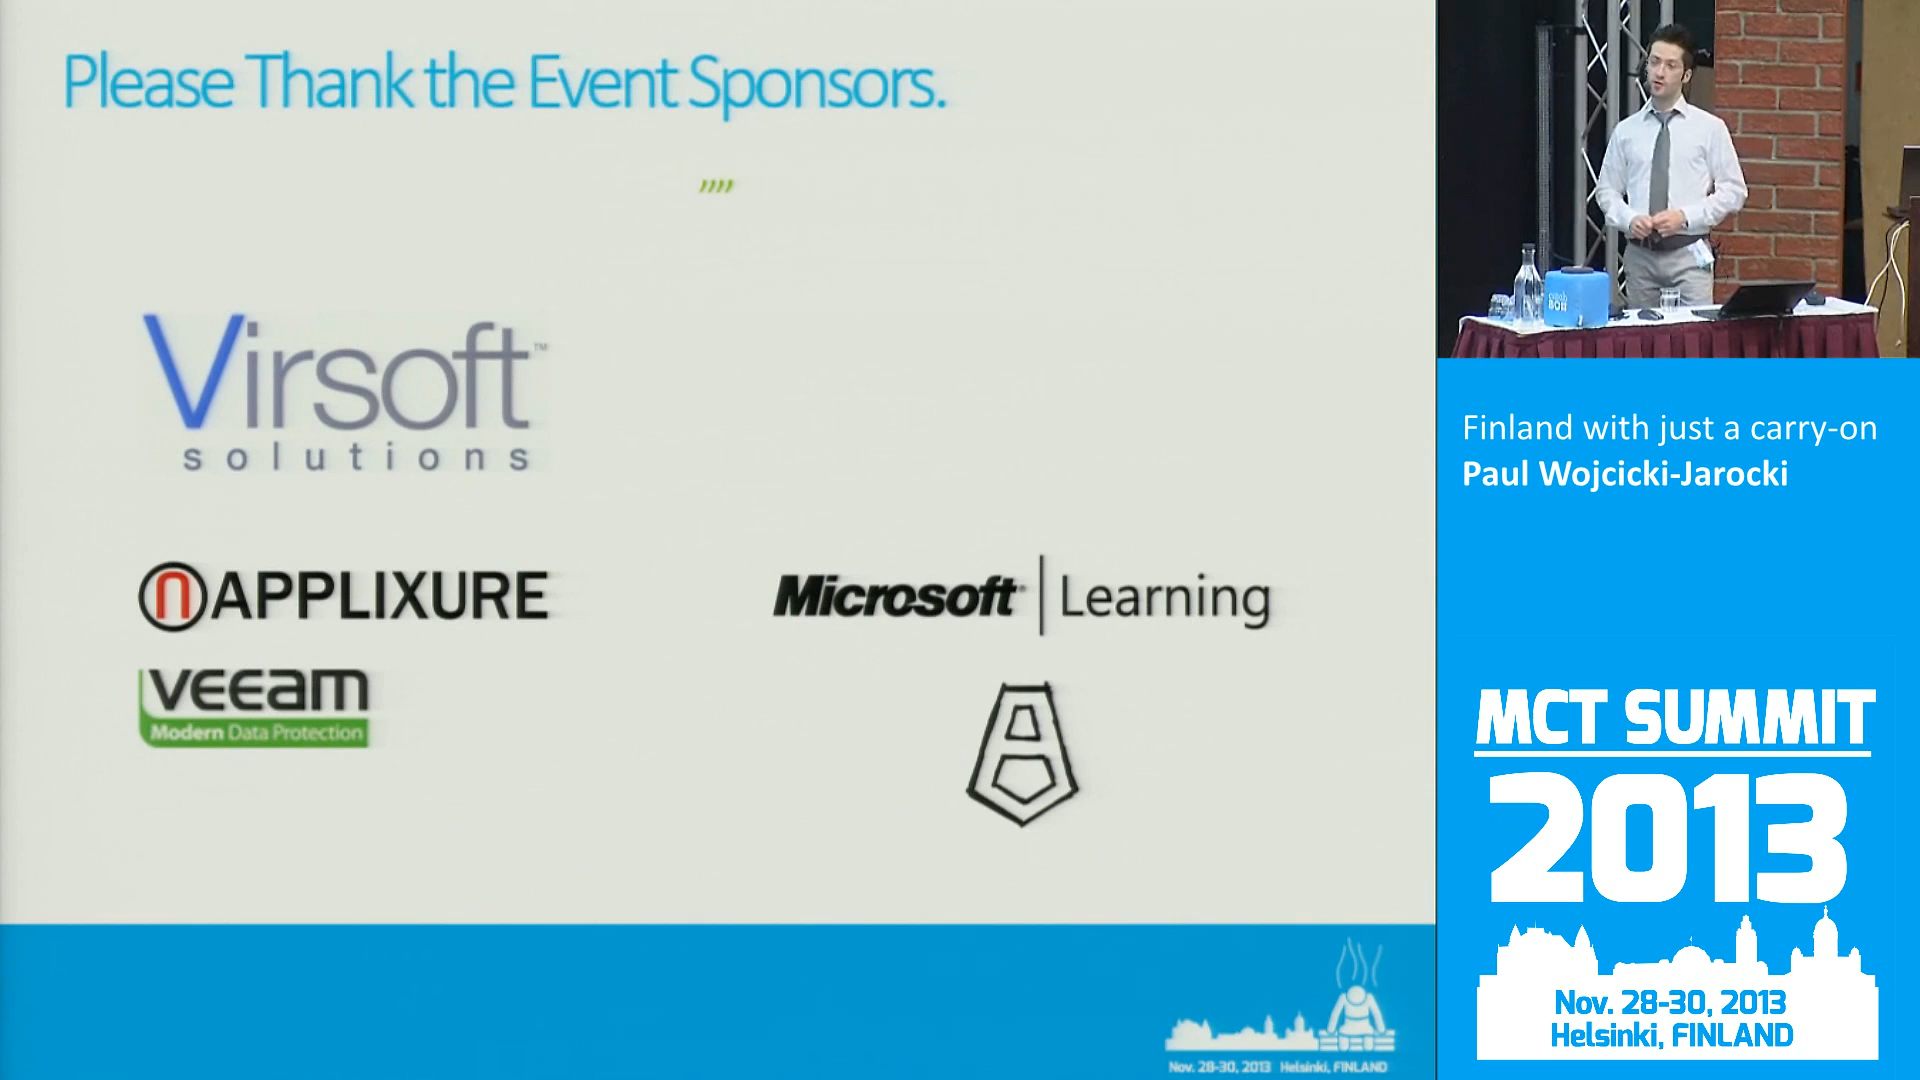 Please Thank the Event Sponsors.
””
Virsoft™
solutions
APPLIXURE
Microsoft® | Learning
veeam
Modern Data Protection
Nov. 28-30, 2013 Helsinki, FINLAND
Finland with just a carry-on
Paul Wojcicki-Jarocki
MCT SUMMIT
2013
Nov. 28-30, 2013
Helsinki, FINLAND